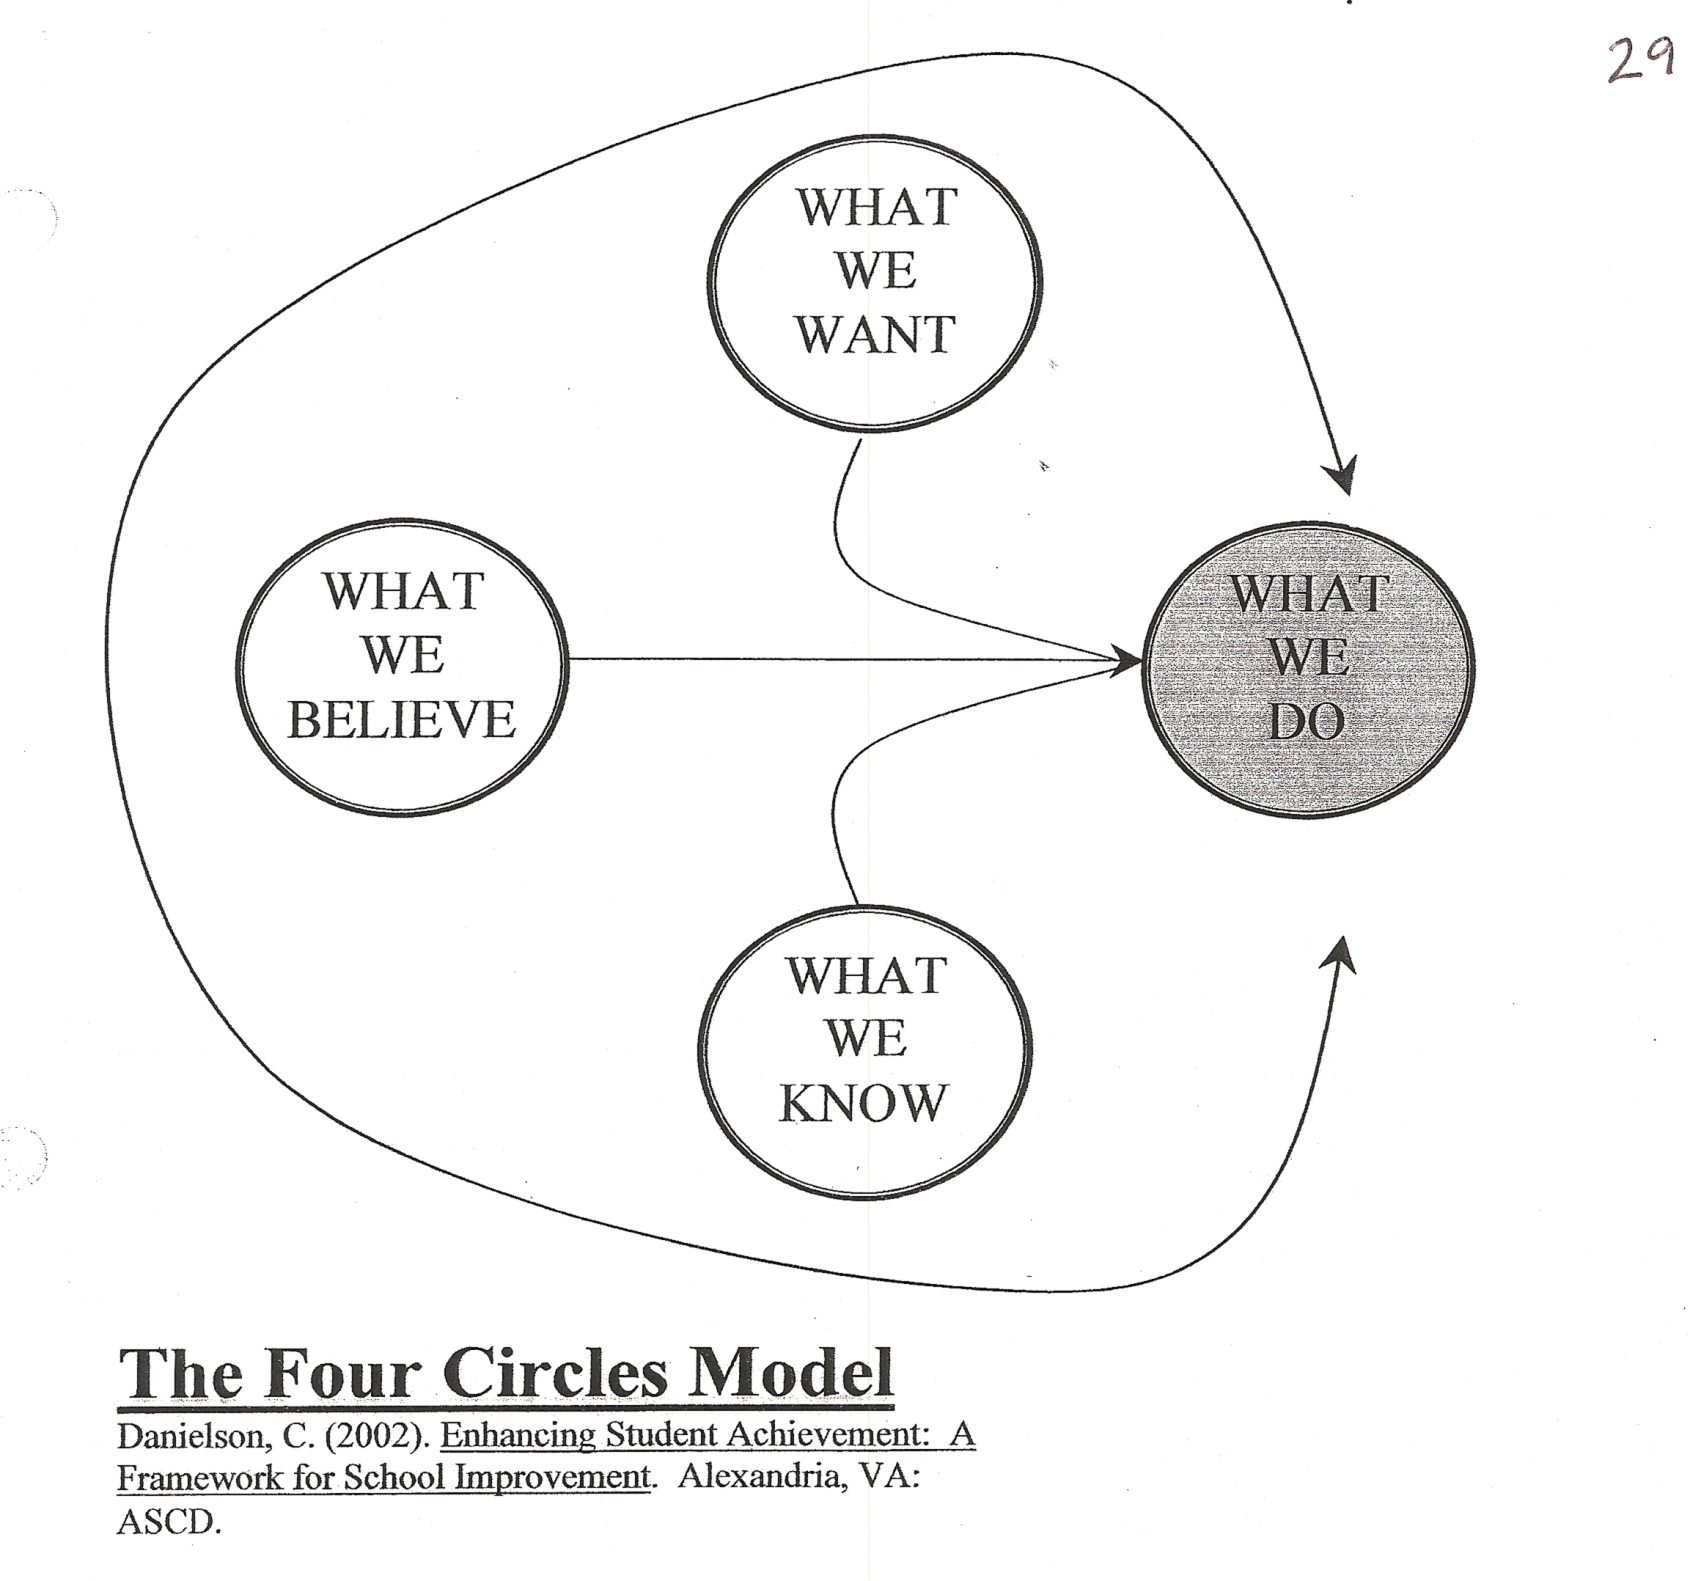 29
WHAT
WE
WANT
WHAT
WE
BELIEVE
WHAT
WE
DO
WHAT
WE
KNOW
The Four Circles Model
Danielson, C. (2002). Enhancing Student Achievement: A
Framework for School Improvement. Alexandria, VA:
ASCD.